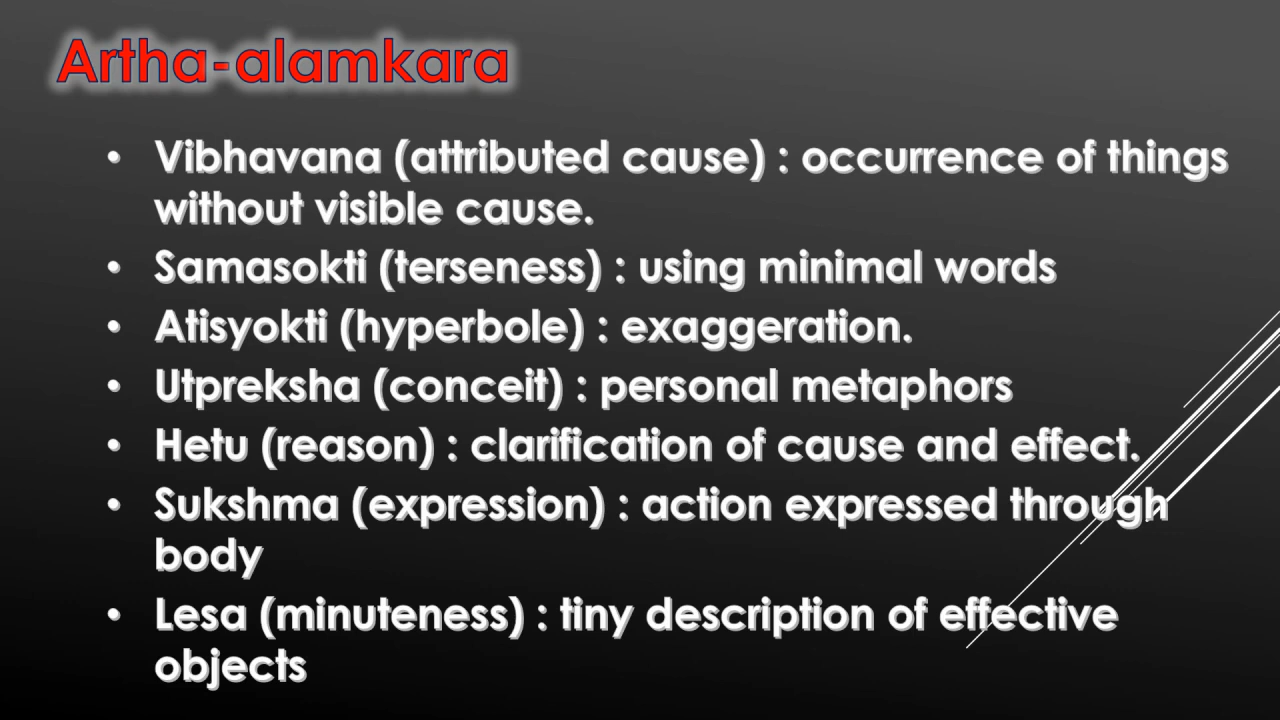 Artha-alamkara
• Vibhavana (attributed cause) : occurrence of things
without visible cause.
• Samasokti (terseness) : using minimal words
• Atisyokti (hyperbole) : exaggeration.
• Utpreksha (conceit) : personal metaphors
• Hetu (reason) : clarification of cause and effect.
• Sukshma (expression) : action expressed through
body
• Lesa (minuteness) : tiny description of effective
objects